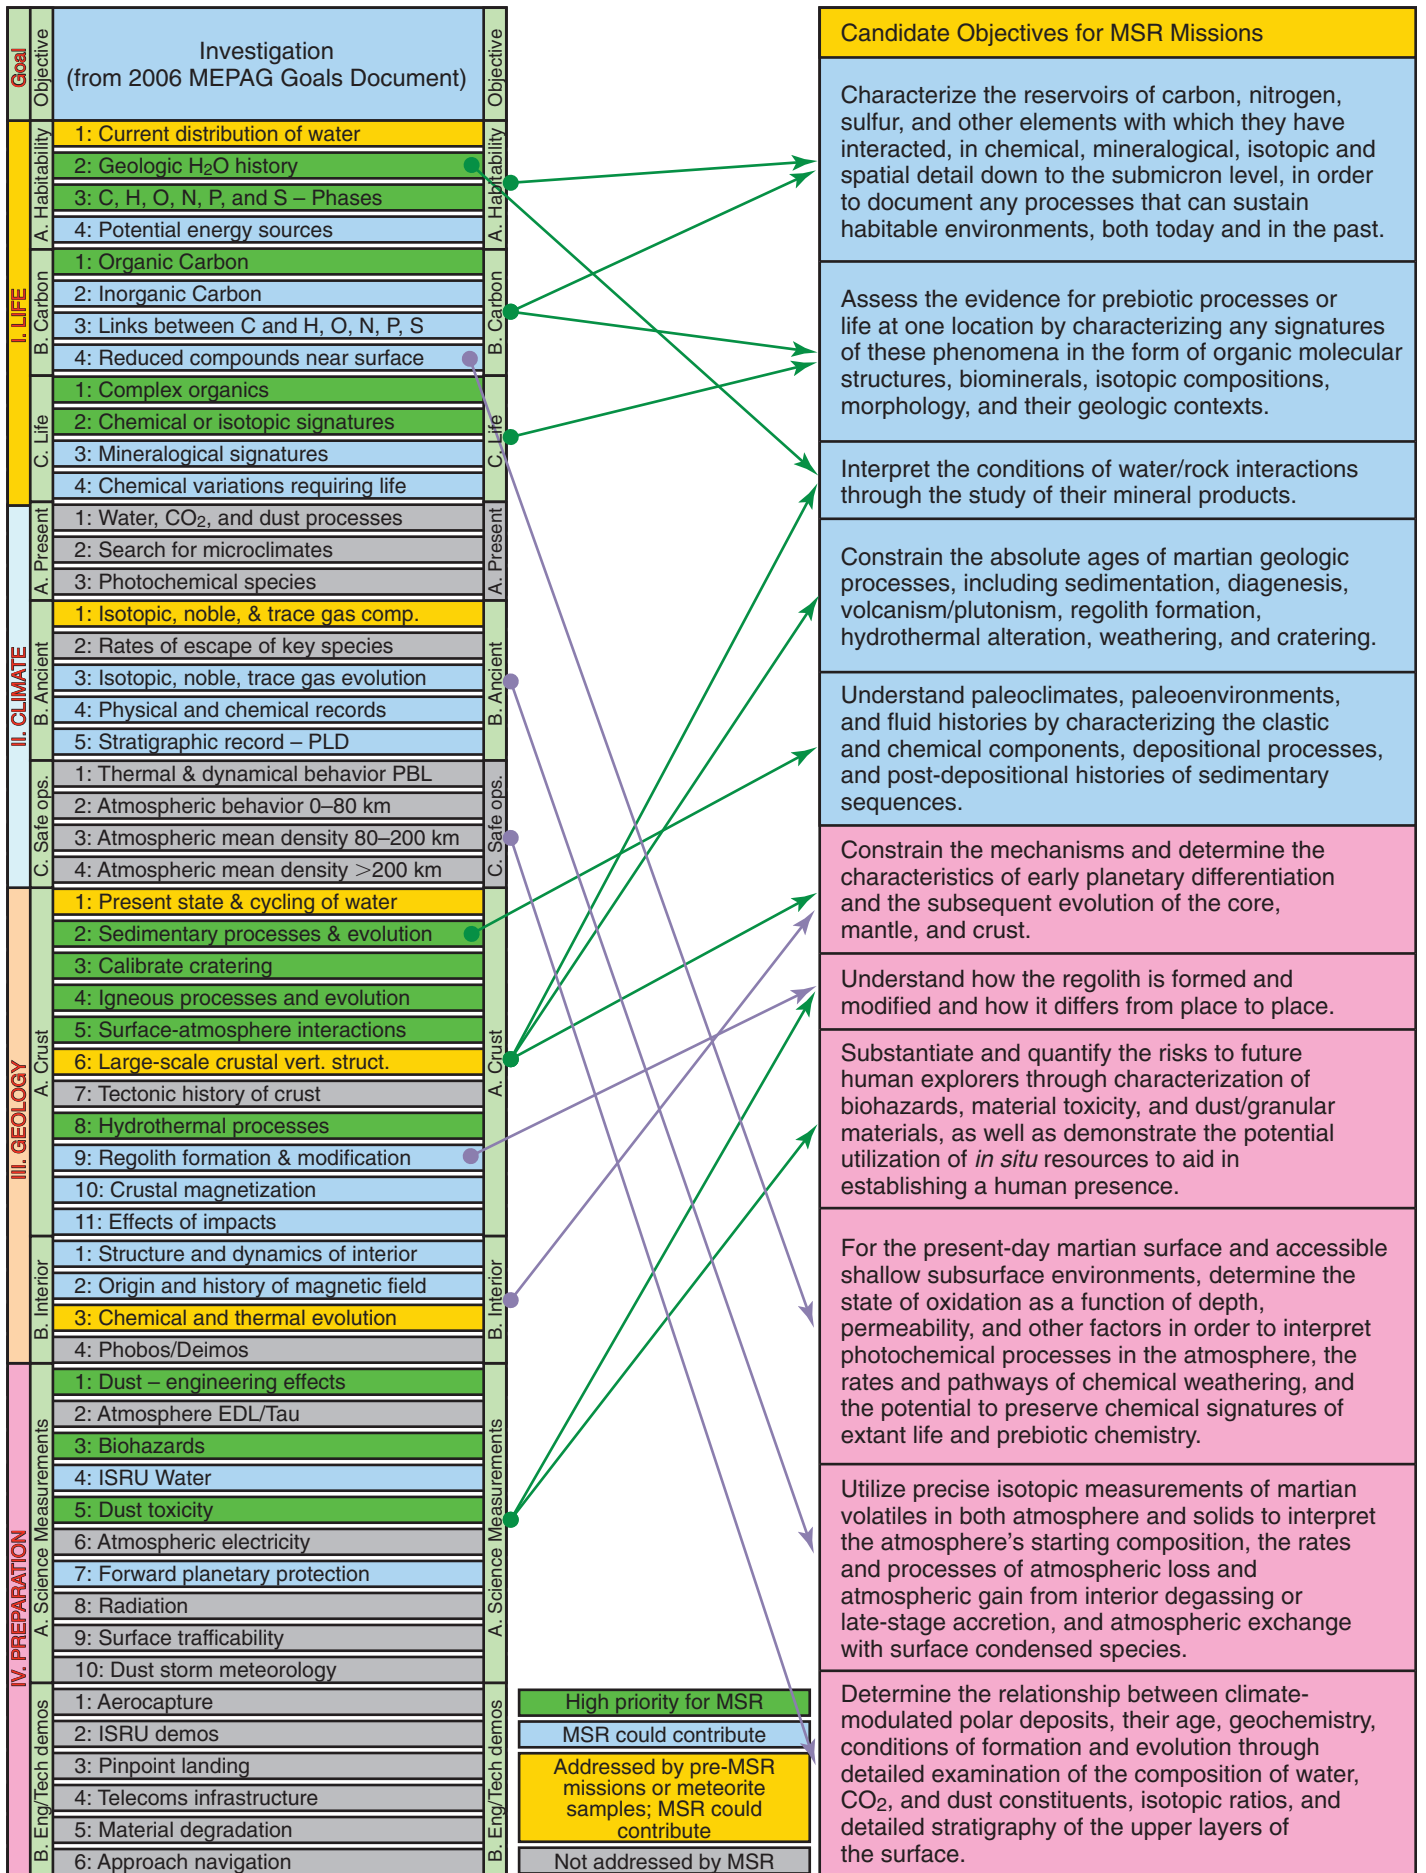 Goal
Objective
Investigation
(from 2006 MEPAG Goals Document)
Objective
I. LIFE
A. Habitability
1: Current distribution of water
2: Geologic H₂O history
3: C, H, O, N, P, and S – Phases
4: Potential energy sources
A. Habitability
B. Carbon
1: Organic Carbon
2: Inorganic Carbon
3: Links between C and H, O, N, P, S
4: Reduced compounds near surface
B. Carbon
C. Life
1: Complex organics
2: Chemical or isotopic signatures
3: Mineralogical signatures
4: Chemical variations requiring life
C. Life
II. CLIMATE
A. Present
1: Water, CO₂, and dust processes
2: Search for microclimates
3: Photochemical species
A. Present
B. Ancient
1: Isotopic, noble, & trace gas comp.
2: Rates of escape of key species
3: Isotopic, noble, trace gas evolution
4: Physical and chemical records
5: Stratigraphic record – PLD
B. Ancient
C. Safe ops.
1: Thermal & dynamical behavior PBL
2: Atmospheric behavior 0–80 km
3: Atmospheric mean density 80–200 km
4: Atmospheric mean density >200 km
C. Safe ops.
III. GEOLOGY
A. Crust
1: Present state & cycling of water
2: Sedimentary processes & evolution
3: Calibrate cratering
4: Igneous processes and evolution
5: Surface-atmosphere interactions
6: Large-scale crustal vert. struct.
7: Tectonic history of crust
8: Hydrothermal processes
9: Regolith formation & modification
10: Crustal magnetization
11: Effects of impacts
A. Crust
B. Interior
1: Structure and dynamics of interior
2: Origin and history of magnetic field
3: Chemical and thermal evolution
4: Phobos/Deimos
B. Interior
IV. PREPARATION
A. Science Measurements
1: Dust – engineering effects
2: Atmosphere EDL/Tau
3: Biohazards
4: ISRU Water
5: Dust toxicity
6: Atmospheric electricity
7: Forward planetary protection
8: Radiation
9: Surface trafficability
10: Dust storm meteorology
A. Science Measurements
B. Eng/Tech demos
1: Aerocapture
2: ISRU demos
3: Pinpoint landing
4: Telecoms infrastructure
5: Material degradation
6: Approach navigation
B. Eng/Tech demos
High priority for MSR
MSR could contribute
Addressed by pre-MSR
missions or meteorite
samples; MSR could
contribute
Not addressed by MSR
Candidate Objectives for MSR Missions
Characterize the reservoirs of carbon, nitrogen,
sulfur, and other elements with which they have
interacted, in chemical, mineralogical, isotopic and
spatial detail down to the submicron level, in order
to document any processes that can sustain
habitable environments, both today and in the past.
Assess the evidence for prebiotic processes or
life at one location by characterizing any signatures
of these phenomena in the form of organic molecular
structures, biominerals, isotopic compositions,
morphology, and their geologic contexts.
Interpret the conditions of water/rock interactions
through the study of their mineral products.
Constrain the absolute ages of martian geologic
processes, including sedimentation, diagenesis,
volcanism/plutonism, regolith formation,
hydrothermal alteration, weathering, and cratering.
Understand paleoclimates, paleoenvironments,
and fluid histories by characterizing the clastic
and chemical components, depositional processes,
and post-depositional histories of sedimentary
sequences.
Constrain the mechanisms and determine the
characteristics of early planetary differentiation
and the subsequent evolution of the core,
mantle, and crust.
Understand how the regolith is formed and
modified and how it differs from place to place.
Substantiate and quantify the risks to future
human explorers through characterization of
biohazards, material toxicity, and dust/granular
materials, as well as demonstrate the potential
utilization of in situ resources to aid in
establishing a human presence.
For the present-day martian surface and accessible
shallow subsurface environments, determine the
state of oxidation as a function of depth,
permeability, and other factors in order to interpret
photochemical processes in the atmosphere, the
rates and pathways of chemical weathering, and
the potential to preserve chemical signatures of
extant life and prebiotic chemistry.
Utilize precise isotopic measurements of martian
volatiles in both atmosphere and solids to interpret
the atmosphere’s starting composition, the rates
and processes of atmospheric loss and
atmospheric gain from interior degassing or
late-stage accretion, and atmospheric exchange
with surface condensed species.
Determine the relationship between climate-
modulated polar deposits, their age, geochemistry,
conditions of formation and evolution through
detailed examination of the composition of water,
CO₂, and dust constituents, isotopic ratios, and
detailed stratigraphy of the upper layers of
the surface.